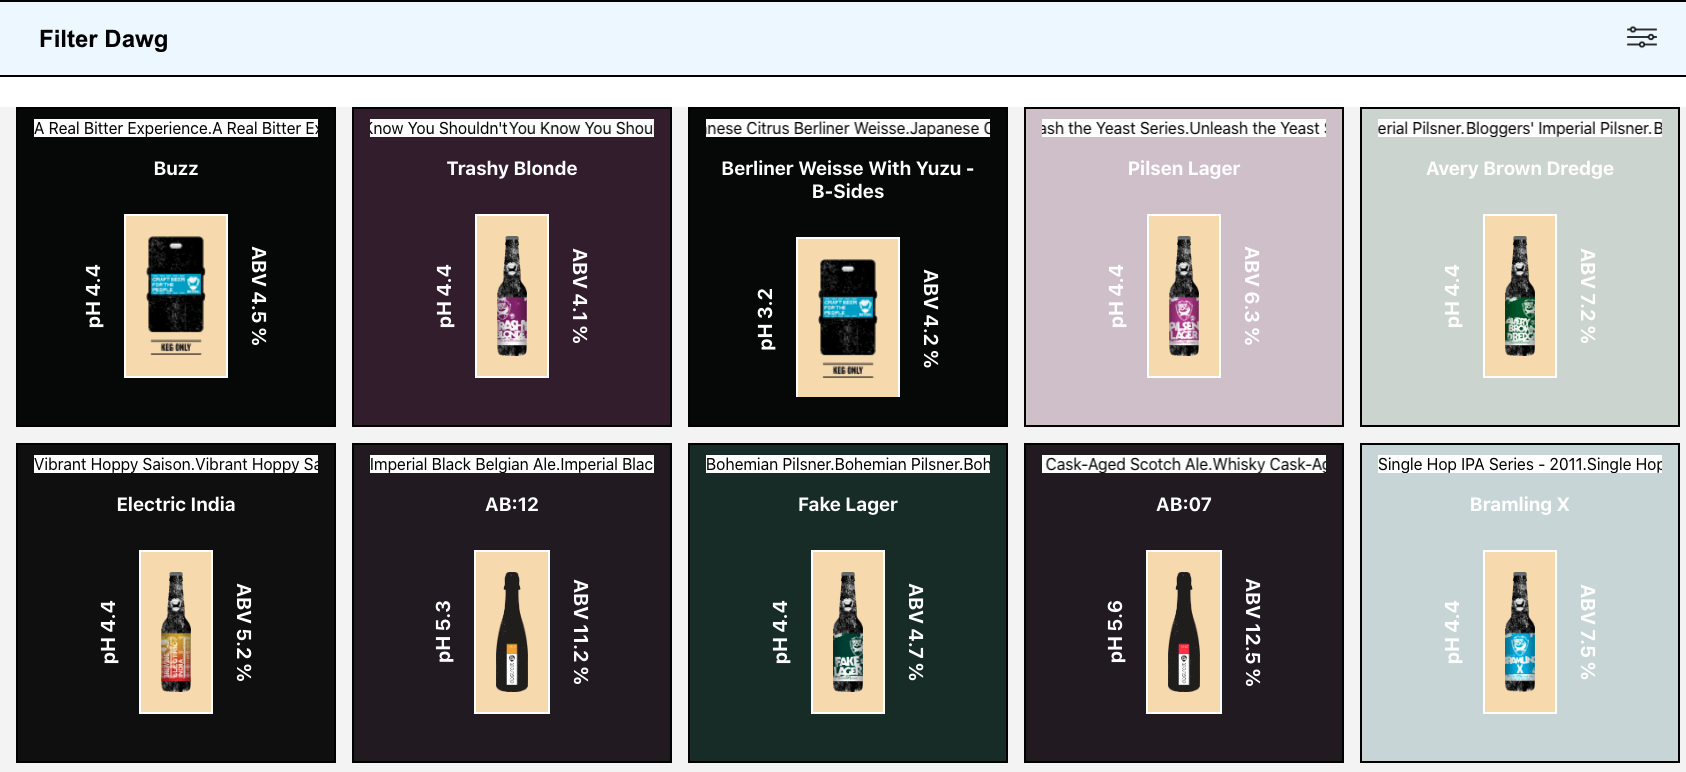 Filter Dawg
A Real Bitter Experience.A Real Bitter Ex
Buzz
pH 4.4
CRAFT BEER
FOR THE
PEOPLE
KEG ONLY
ABV 4.5 %
Know You Shouldn'tYou Know You Shou
Trashy Blonde
pH 4.4
ABV 4.1 %
nese Citrus Berliner Weisse.Japanese C
Berliner Weisse With Yuzu -
B-Sides
pH 3.2
CRAFT BEER
FOR THE
PEOPLE
KEG ONLY
ABV 4.2 %
ash the Yeast Series.Unleash the Yeast S
Pilsen Lager
pH 4.4
PILSEN
LAGER
ABV 6.3 %
erial Pilsner.Bloggers' Imperial Pilsner.B
Avery Brown Dredge
pH 4.4
ABV 7.2 %
Vibrant Hoppy Saison.Vibrant Hoppy Sa
Electric India
pH 4.4
ABV 5.2 %
Imperial Black Belgian Ale.Imperial Blac
AB:12
pH 5.3
ABV 11.2 %
Bohemian Pilsner.Bohemian Pilsner.Boh
Fake Lager
pH 4.4
FAKE
LAGER
ABV 4.7 %
Cask-Aged Scotch Ale.Whisky Cask-Ag
AB:07
pH 5.6
ABV 12.5 %
Single Hop IPA Series - 2011.Single Hop
Bramling X
pH 4.4
ABV 7.5 %